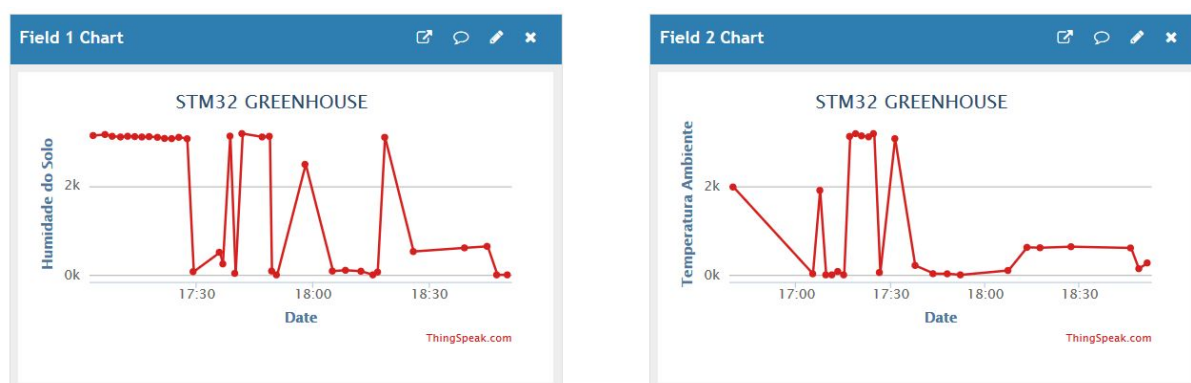 Field 1 Chart
STM32 GREENHOUSE
Humidade do Solo
2k
0k
17:30 18:00 18:30
Date
ThingSpeak.com
Field 2 Chart
STM32 GREENHOUSE
Temperatura Ambiente
2k
0k
17:00 17:30 18:00 18:30
Date
ThingSpeak.com